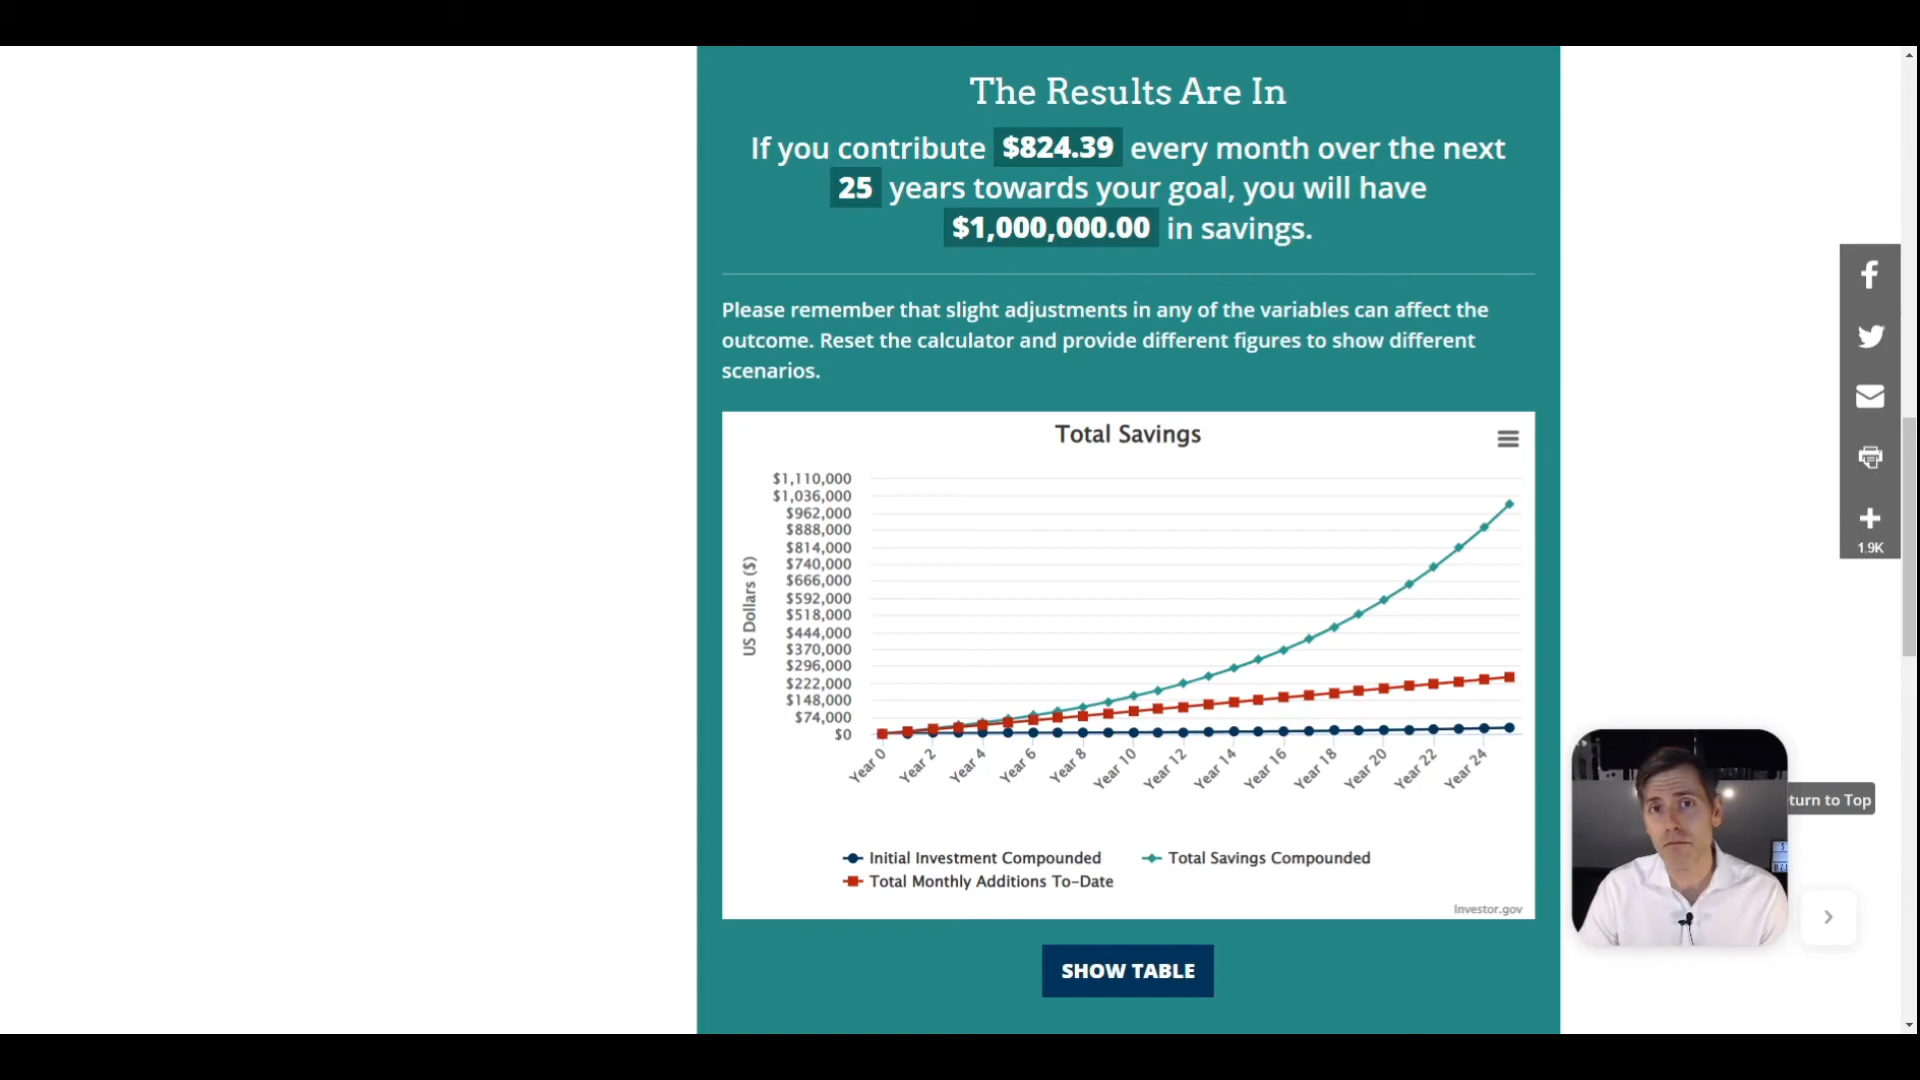 The Results Are In
If you contribute $824.39 every month over the next
25 years towards your goal, you will have
$1,000,000.00 in savings.
Please remember that slight adjustments in any of the variables can affect the
outcome. Reset the calculator and provide different figures to show different
scenarios.
Total Savings
US Dollars ($)
$1,110,000
$1,036,000
$962,000
$888,000
$814,000
$740,000
$666,000
$592,000
$518,000
$444,000
$370,000
$296,000
$222,000
$148,000
$74,000
$0
Year 0
Year 2
Year 4
Year 6
Year 8
Year 10
Year 12
Year 14
Year 16
Year 18
Year 20
Year 22
Year 24
Initial Investment Compounded
Total Savings Compounded
Total Monthly Additions To-Date
Investor.gov
SHOW TABLE
1.9K
turn to Top